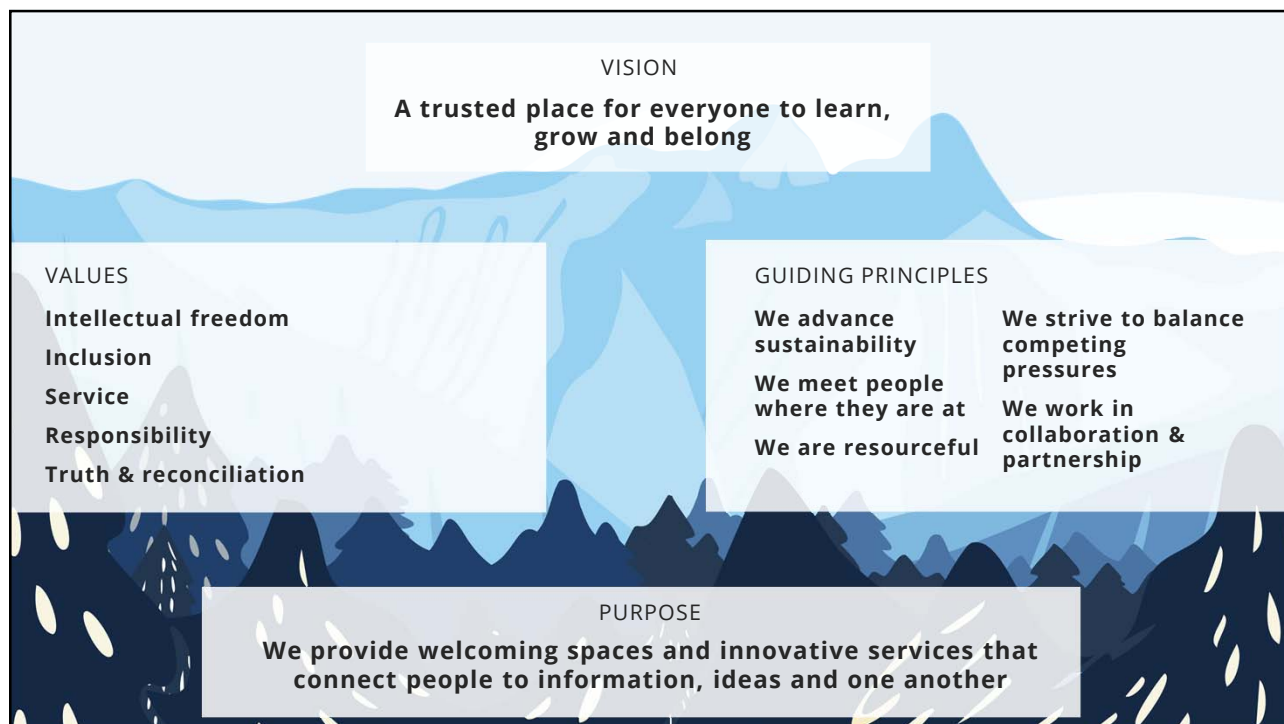 VISION
A trusted place for everyone to learn,
grow and belong
VALUES
Intellectual freedom
Inclusion
Service
Responsibility
Truth & reconciliation
GUIDING PRINCIPLES
We advance
sustainability
We meet people
where they are at
We are resourceful
We strive to balance
competing
pressures
We work in
collaboration &
partnership
PURPOSE
We provide welcoming spaces and innovative services that
connect people to information, ideas and one another